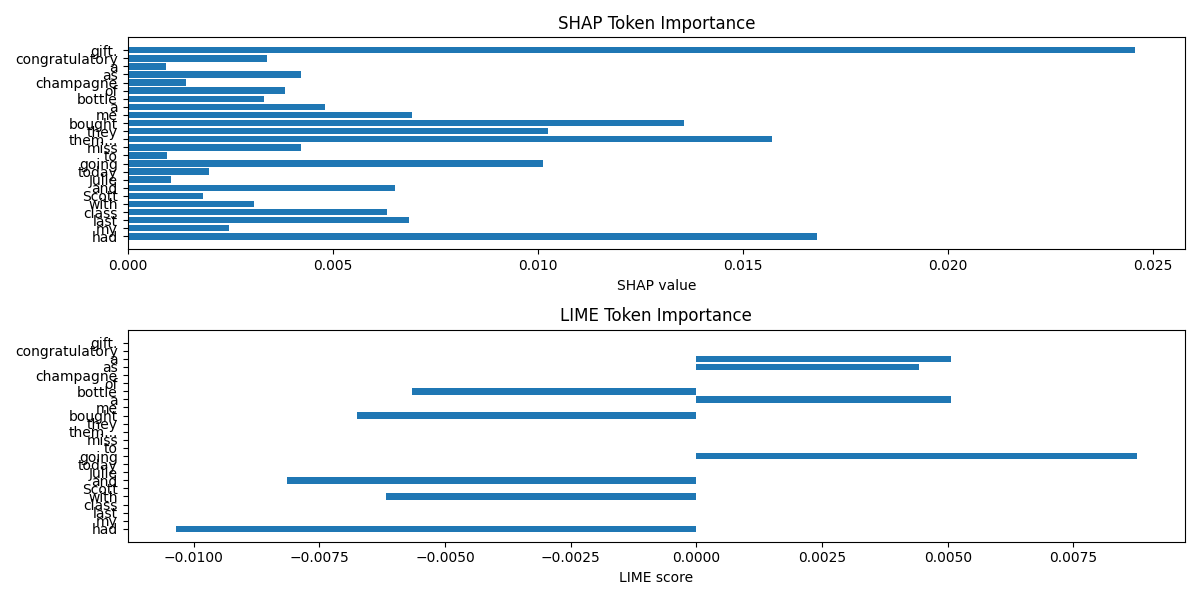 SHAP Token Importance
gift.
congratulatory
a
as
champagne
of
bottle
a
me
bought
they
them...
miss
to
going
today
Julie
and
Scott
with
class
last
my
had
0.000 0.005 0.010 0.015 0.020 0.025
SHAP value
LIME Token Importance
gift.
congratulatory
a
as
champagne
of
bottle
a
me
bought
they
them...
miss
to
going
today
Julie
and
Scott
with
class
last
my
had
−0.0100 −0.0075 −0.0050 −0.0025 0.0000 0.0025 0.0050 0.0075
LIME score